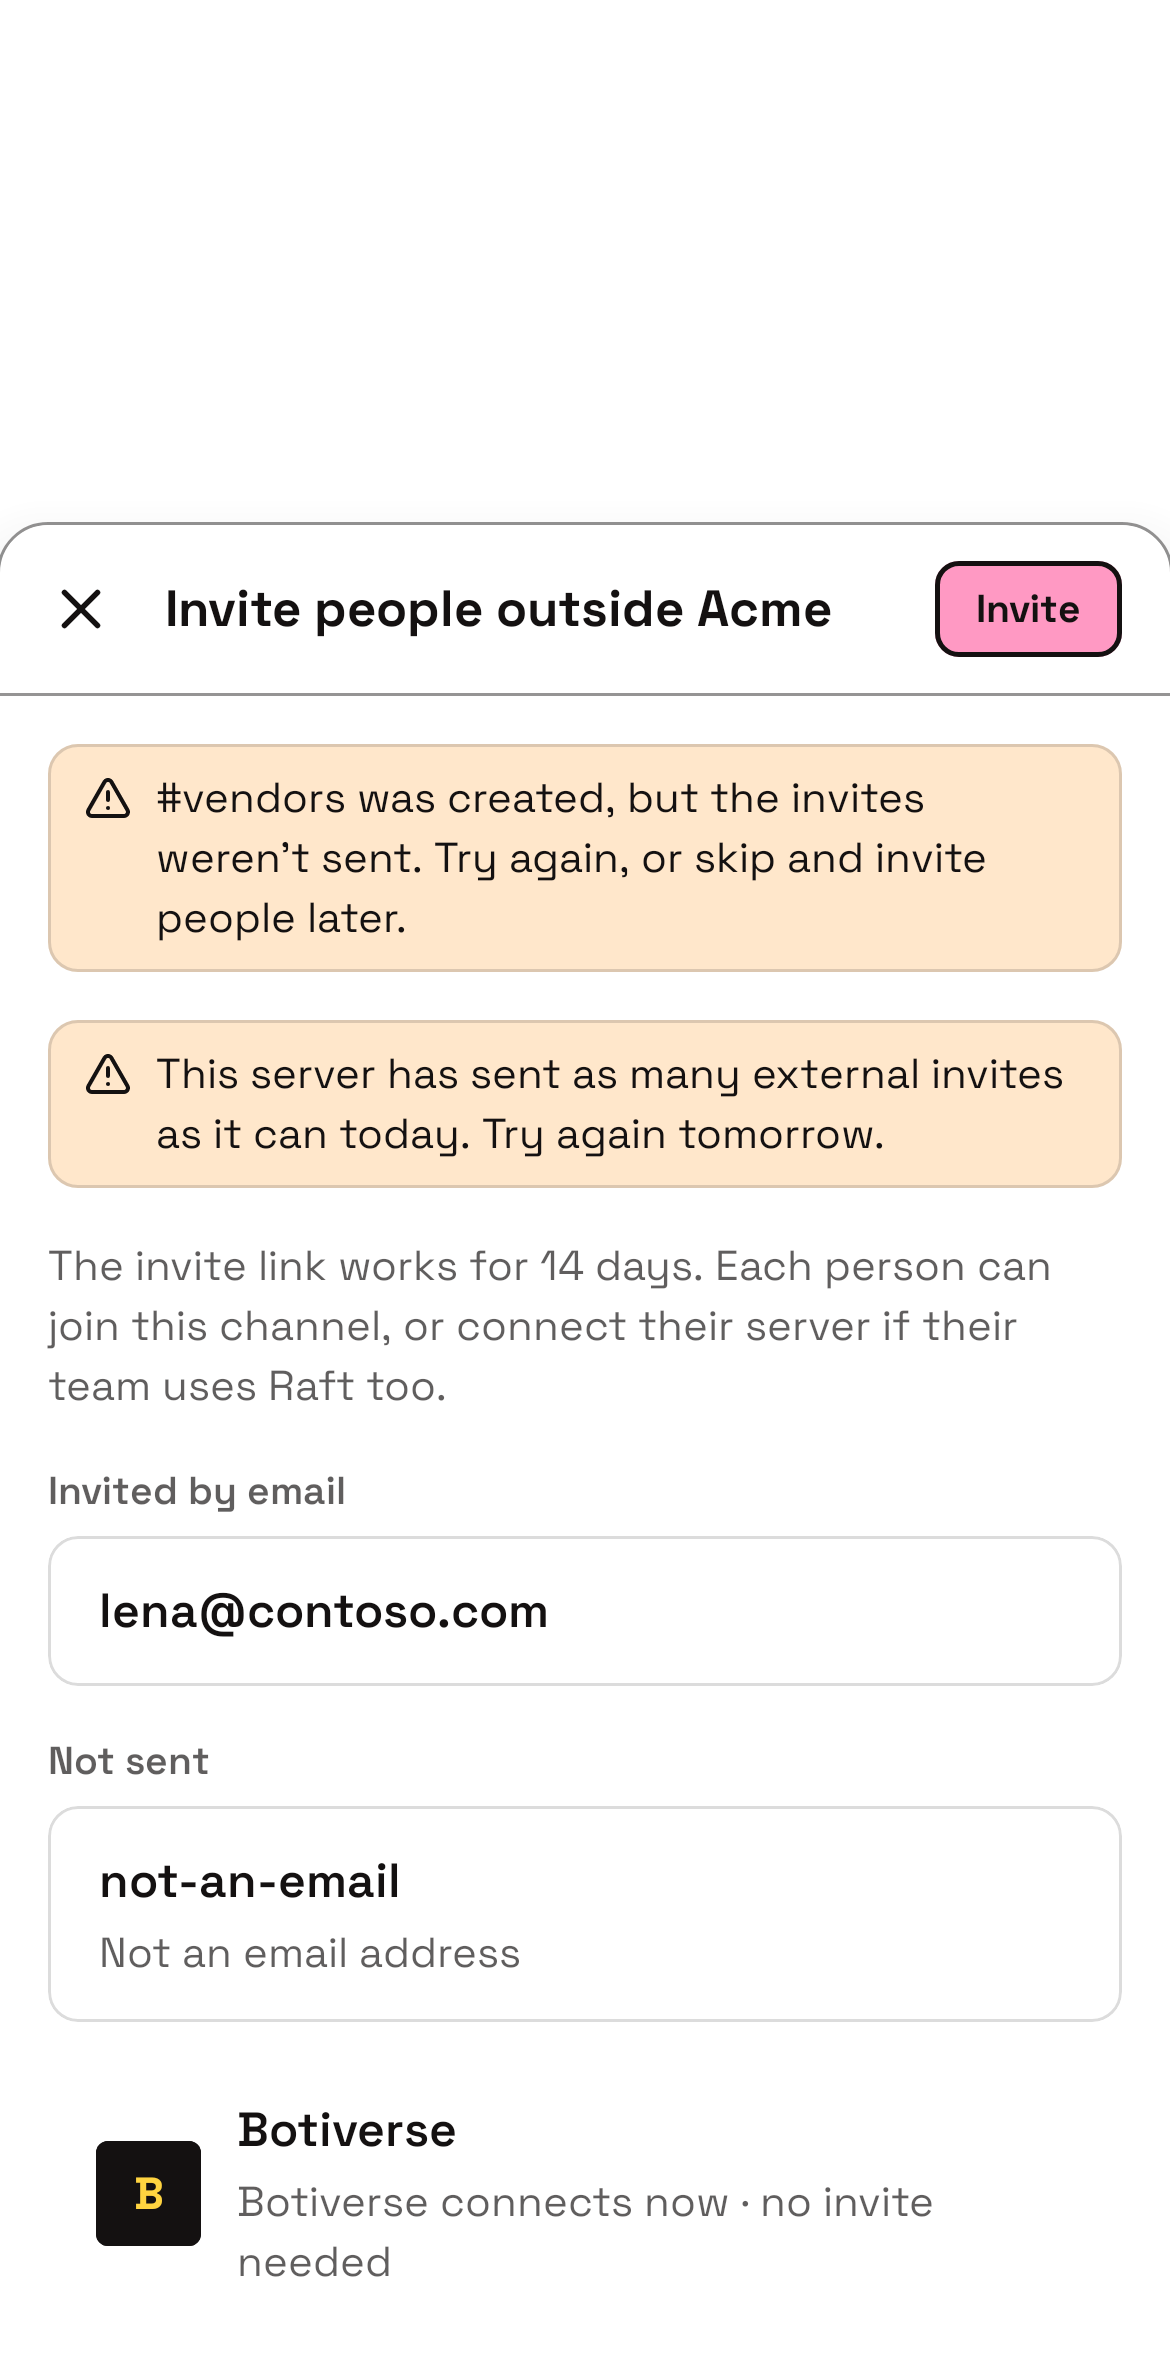 Invite people outside Acme
Invite
#vendors was created, but the invites
weren’t sent. Try again, or skip and invite
people later.
This server has sent as many external invites
as it can today. Try again tomorrow.
The invite link works for 14 days. Each person can
join this channel, or connect their server if their
team uses Raft too.
Invited by email
lena@contoso.com
Not sent
not-an-email
Not an email address
B
Botiverse
Botiverse connects now · no invite
needed